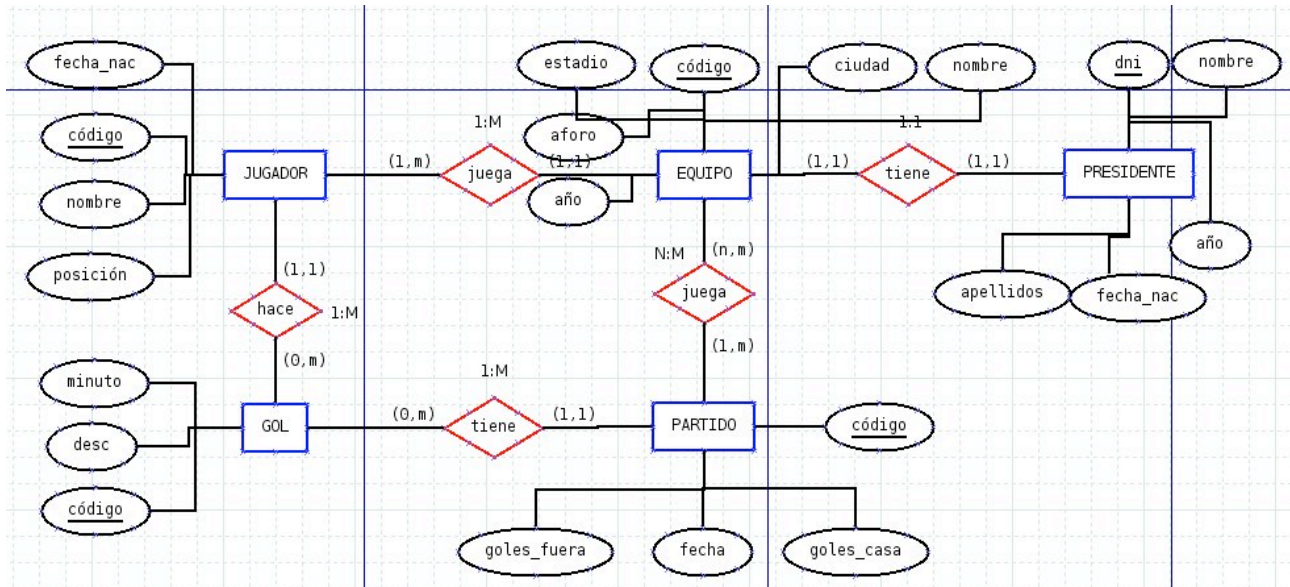 fecha_nac
estadio
código
ciudad
nombre
dni
nombre
código
1:M
aforo
1:1
(1,m)
(1,1)
(1,1)
(1,1)
JUGADOR
juega
EQUIPO
tiene
PRESIDENTE
nombre
año
año
posición
(1,1)
N:M
(n,m)
hace
1:M
juega
apellidos
fecha_nac
(0,m)
(1,m)
minuto
1:M
(0,m)
(1,1)
GOL
tiene
PARTIDO
código
desc
código
goles_fuera
fecha
goles_casa